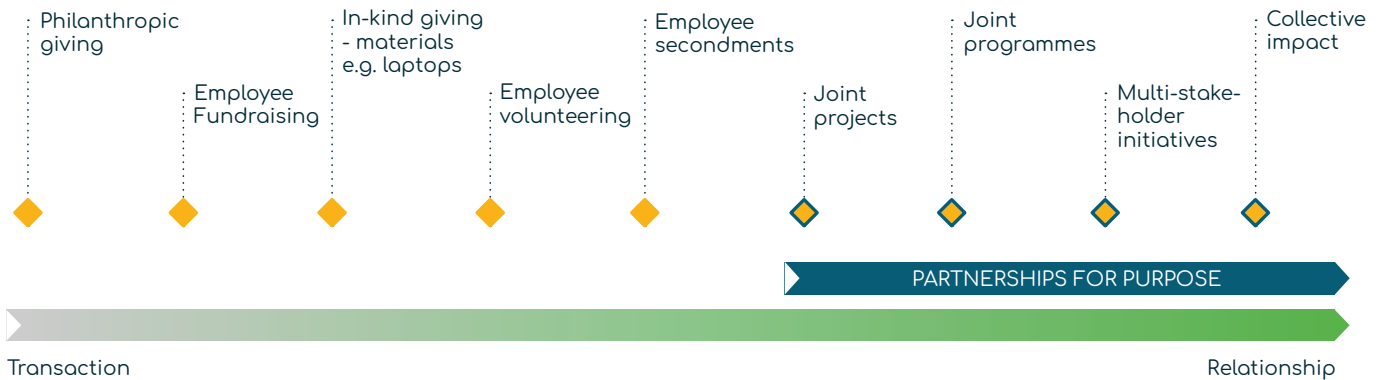 Philanthropic
giving
Employee
Fundraising
In-kind giving
- materials
e.g. laptops
Employee
volunteering
Employee
secondments
Joint
projects
Joint
programmes
Multi-stake-
holder
initiatives
Collective
impact
PARTNERSHIPS FOR PURPOSE
Transaction
Relationship